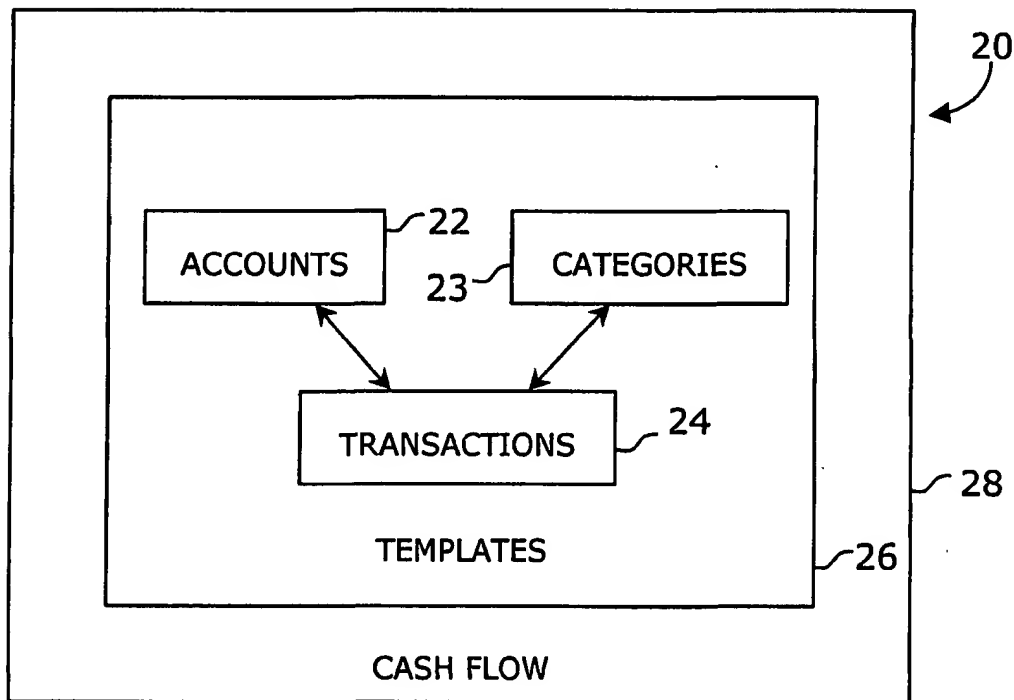 20
22
ACCOUNTS
CATEGORIES
23
24
TRANSACTIONS
28
TEMPLATES
26
CASH FLOW